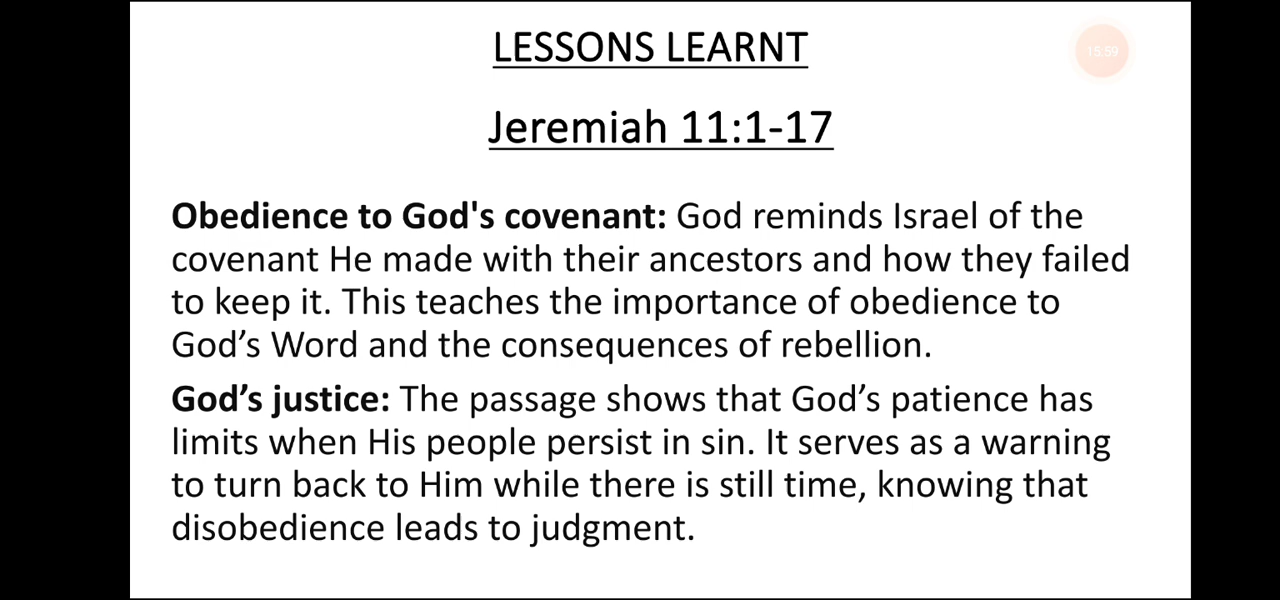 LESSONS LEARNT
15:59
Jeremiah 11:1-17
Obedience to God's covenant: God reminds Israel of the
covenant He made with their ancestors and how they failed
to keep it. This teaches the importance of obedience to
God’s Word and the consequences of rebellion.
God’s justice: The passage shows that God’s patience has
limits when His people persist in sin. It serves as a warning
to turn back to Him while there is still time, knowing that
disobedience leads to judgment.